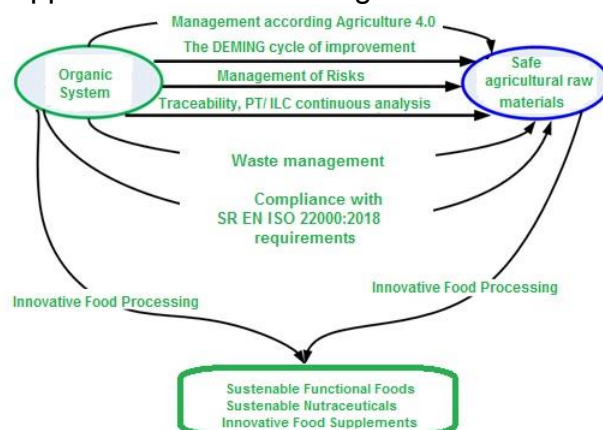 Management according Agriculture 4.0
The DEMING cycle of improvement
Organic
System
Management of Risks
Safe
agricultural raw
materials
Traceability, PT/ ILC continuous analysis
Waste management
Compliance with
SR EN ISO 22000:2018
requirements
Innovative Food Processing
Innovative Food Processing
Sustenable Functional Foods
Sustenable Nutraceuticals
Innovative Food Supplements